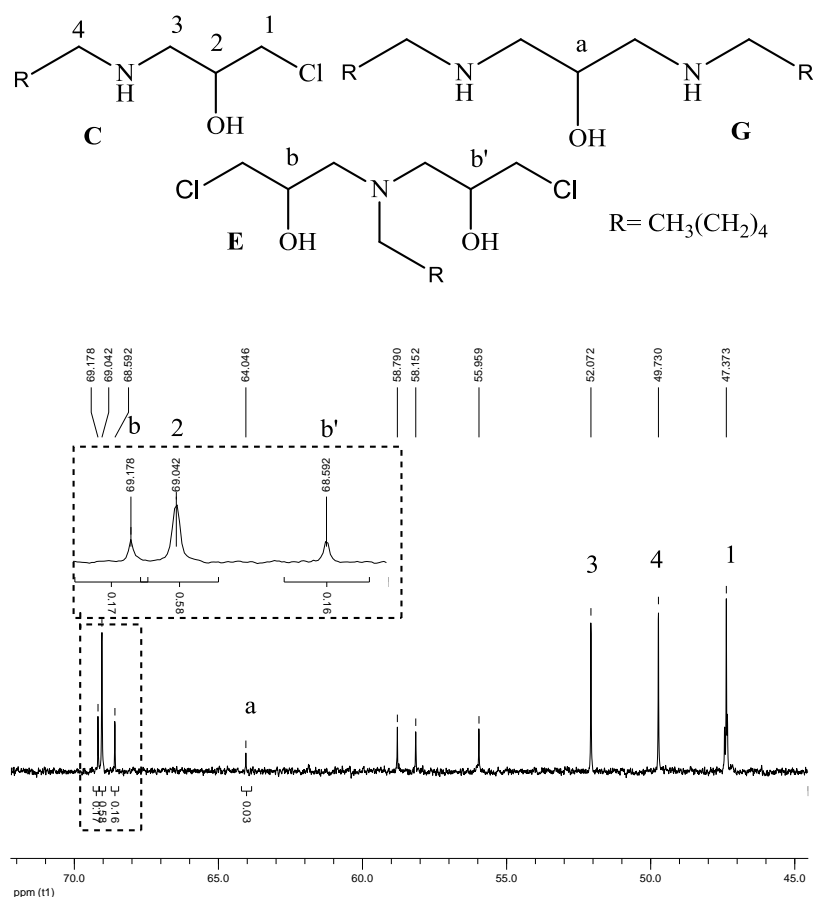 4 3 2 1
R N H OH Cl
C
a
R N H OH N H R
G
b b'
Cl OH N OH Cl
R
E
R= CH3(CH2)4
69.178 69.042 68.592 64.046 58.790 58.152 55.959 52.072 49.730 47.373
b 2 b'
69.178 69.042 68.592
0.17 0.58 0.16
3 4 1
a
0.17 0.58 0.16 0.03
70.0 65.0 60.0 55.0 50.0 45.0
ppm (t1)